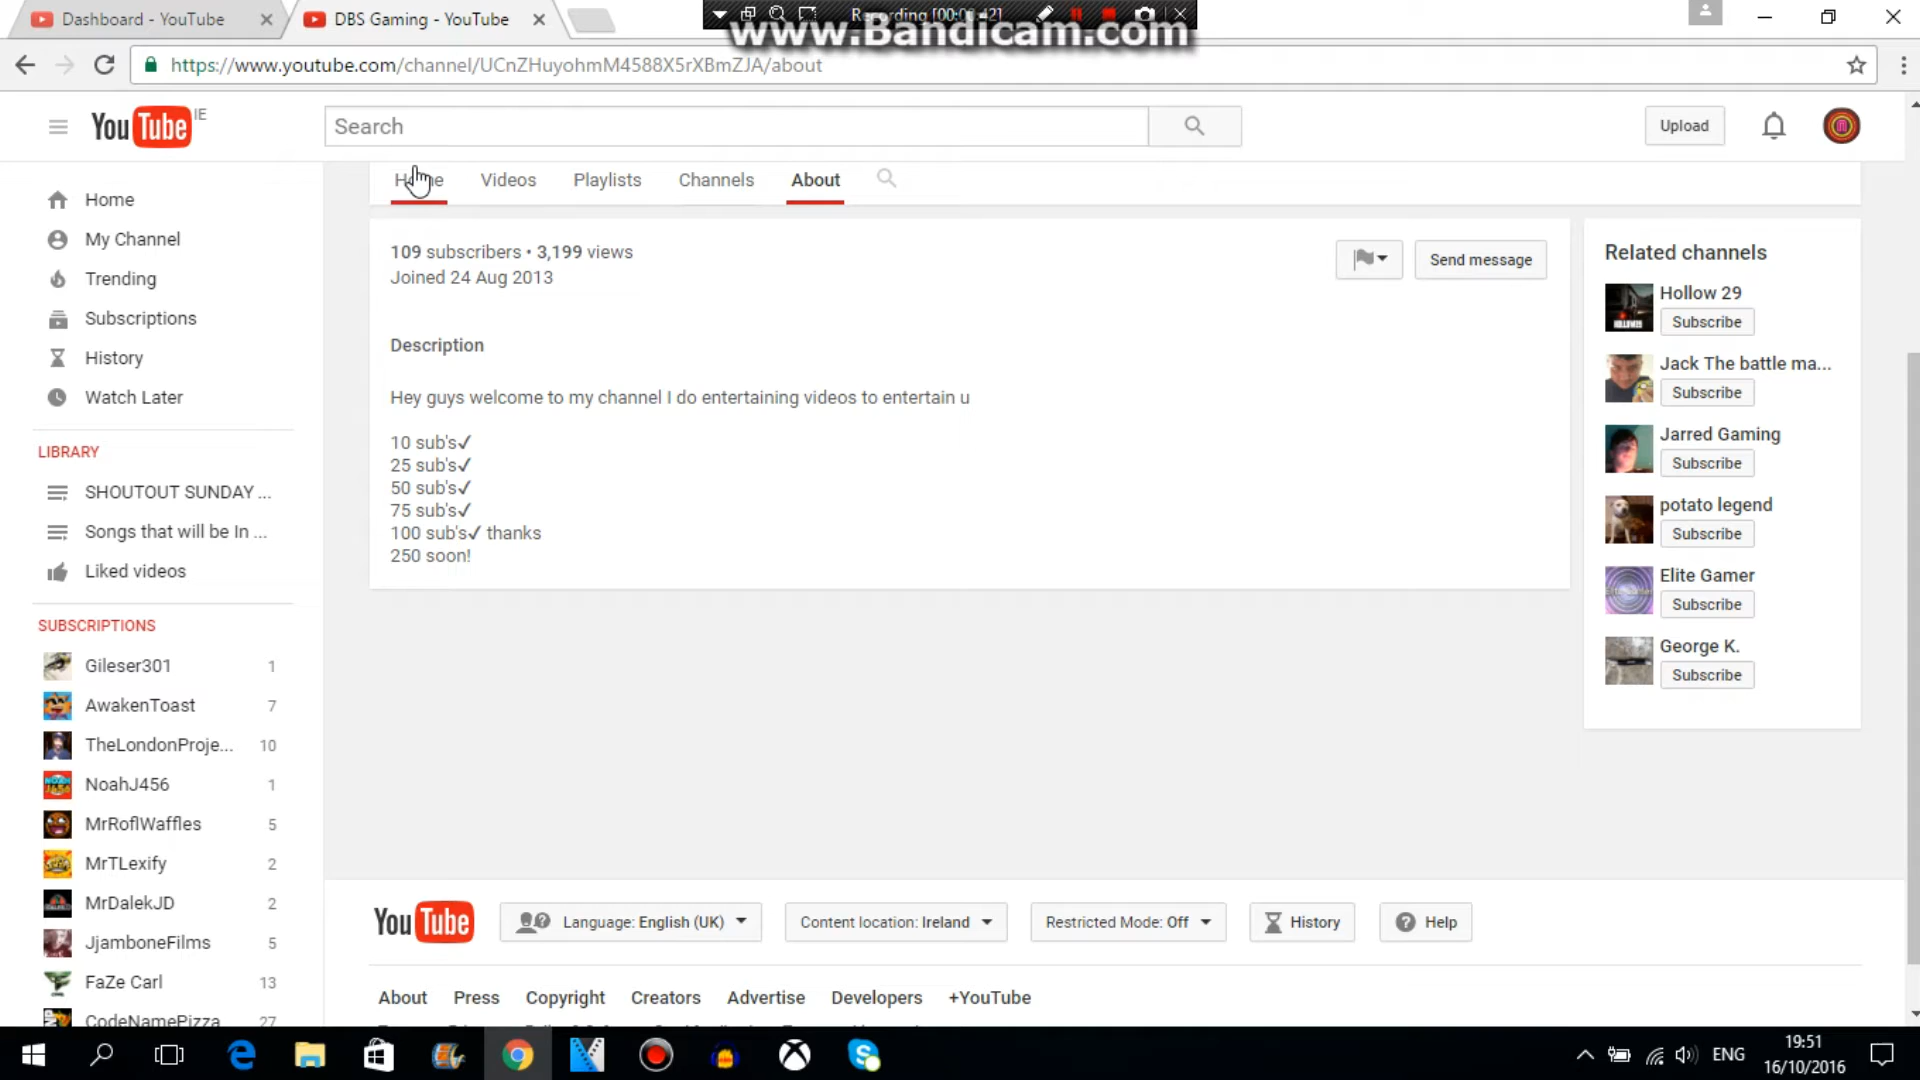 Dashboard - YouTube
DBS Gaming - YouTube
www.Bandicam.com
https://www.youtube.com/channel/UCnZHuyohmM4588X5rXBmZJA/about
YouTube IE
Search
Upload
Home
My Channel
Trending
Subscriptions
History
Watch Later
LIBRARY
SHOUTOUT SUNDAY ...
Songs that will be In ...
Liked videos
SUBSCRIPTIONS
Gileser301 1
AwakenToast 7
TheLondonProje... 10
NoahJ456 1
MrRoflWaffles 5
MrTLexify 2
MrDalekJD 2
JjamboneFilms 5
FaZe Carl 13
CodeNamePizza 27
Home Videos Playlists Channels About
109 subscribers • 3,199 views
Joined 24 Aug 2013
Send message
Description
Hey guys welcome to my channel I do entertaining videos to entertain u
10 sub's✓
25 sub's✓
50 sub's✓
75 sub's✓
100 sub's✓ thanks
250 soon!
Related channels
Hollow 29
Subscribe
Jack The battle ma...
Subscribe
Jarred Gaming
Subscribe
potato legend
Subscribe
Elite Gamer
Subscribe
George K.
Subscribe
YouTube
Language: English (UK)
Content location: Ireland
Restricted Mode: Off
History
Help
About Press Copyright Creators Advertise Developers +YouTube
ENG
19:51
16/10/2016